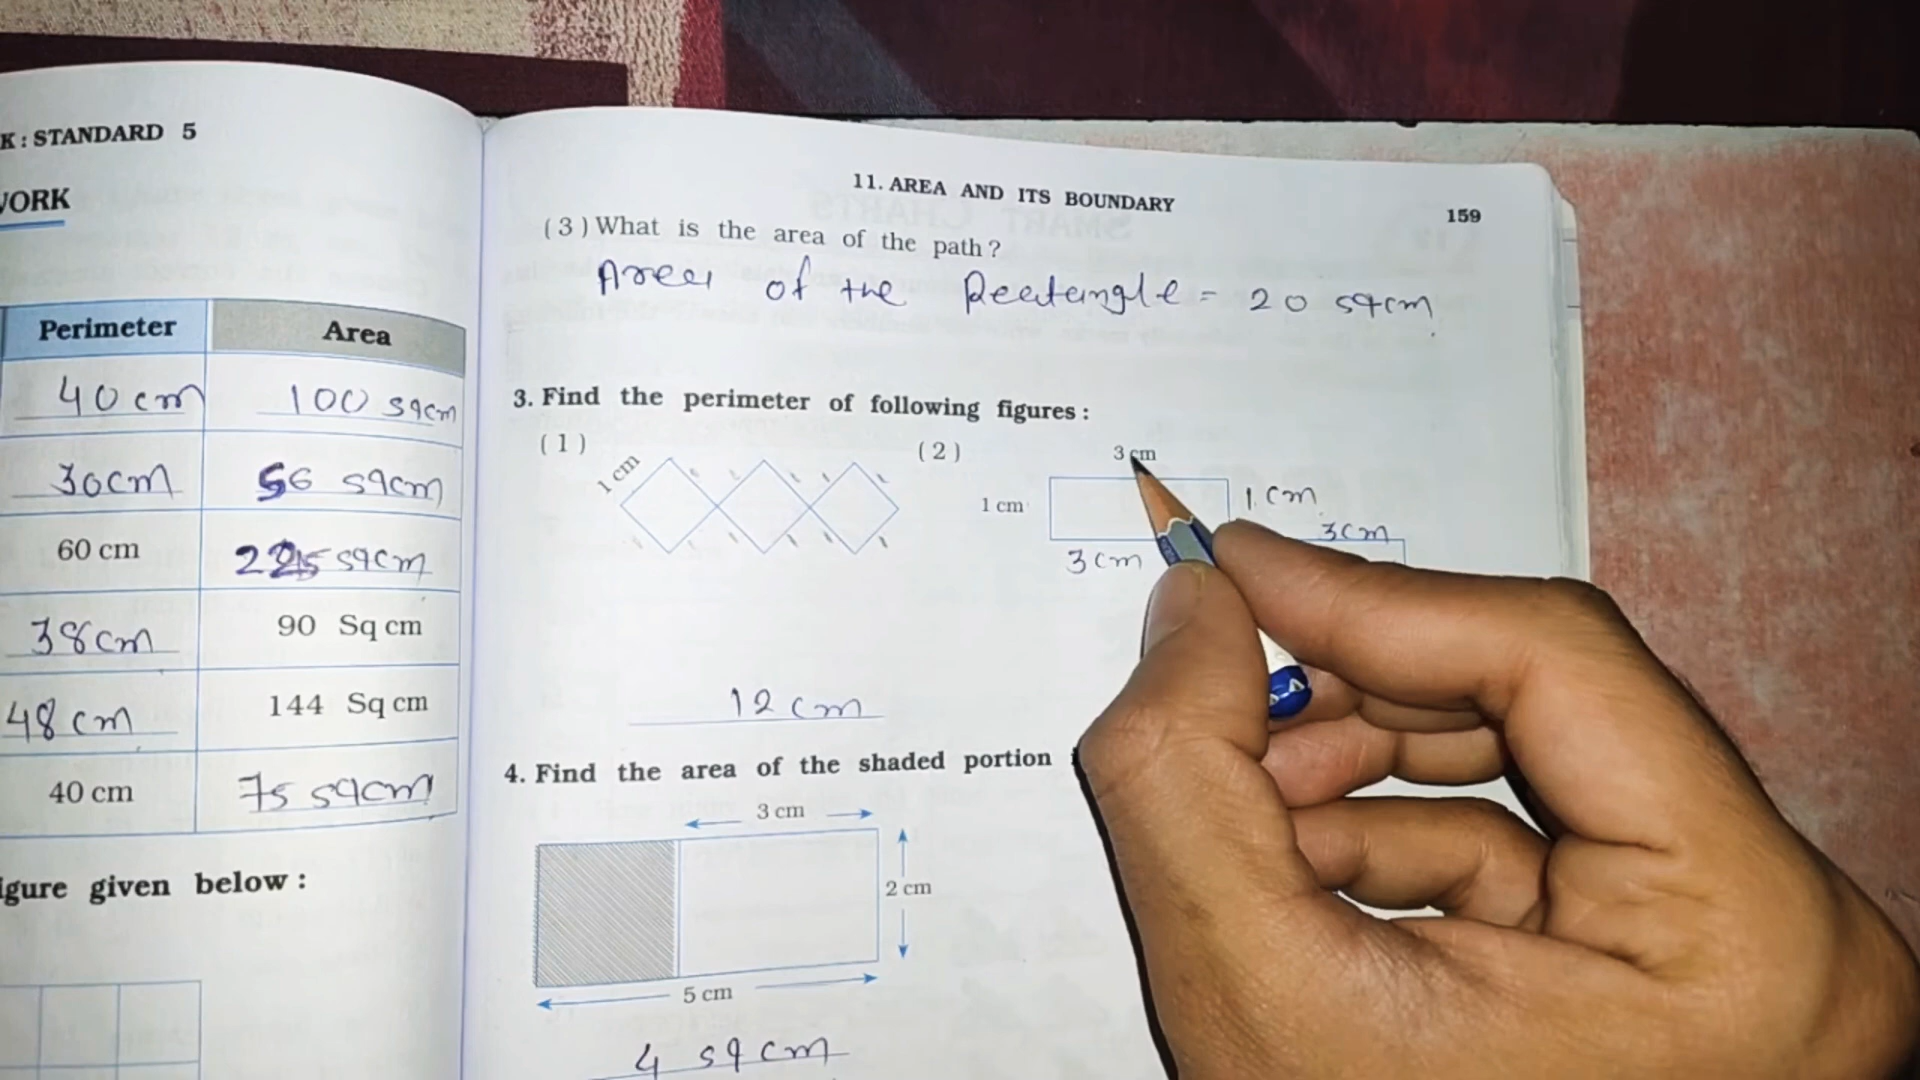 K : STANDARD 5
WORK
Perimeter Area
40 cm 100 sqcm
30cm 56 sqcm
60 cm 225 sqcm
38cm 90 Sq cm
48 cm 144 Sq cm
40 cm 75 sqcm
igure given below :
11. AREA AND ITS BOUNDARY 159
( 3 ) What is the area of the path ?
Area of the Rectangle = 20 sqcm
3. Find the perimeter of following figures :
( 1 ) ( 2 )
1 cm
3 cm
1 cm 1 cm
3cm
3cm
12 cm
4. Find the area of the shaded portion
3 cm
2 cm
5 cm
4 sq cm